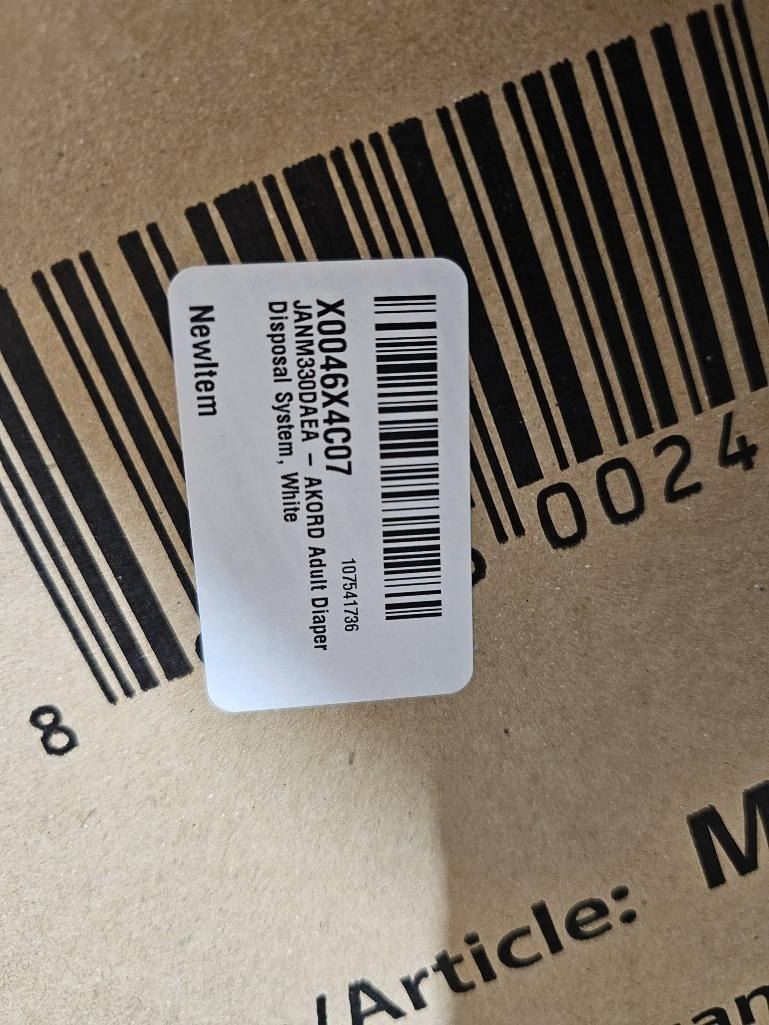 X0046X4C07
107541736
JANM330DAEA – AKORD Adult Diaper
Disposal System, White
NewItem
8
0024
/Article: M